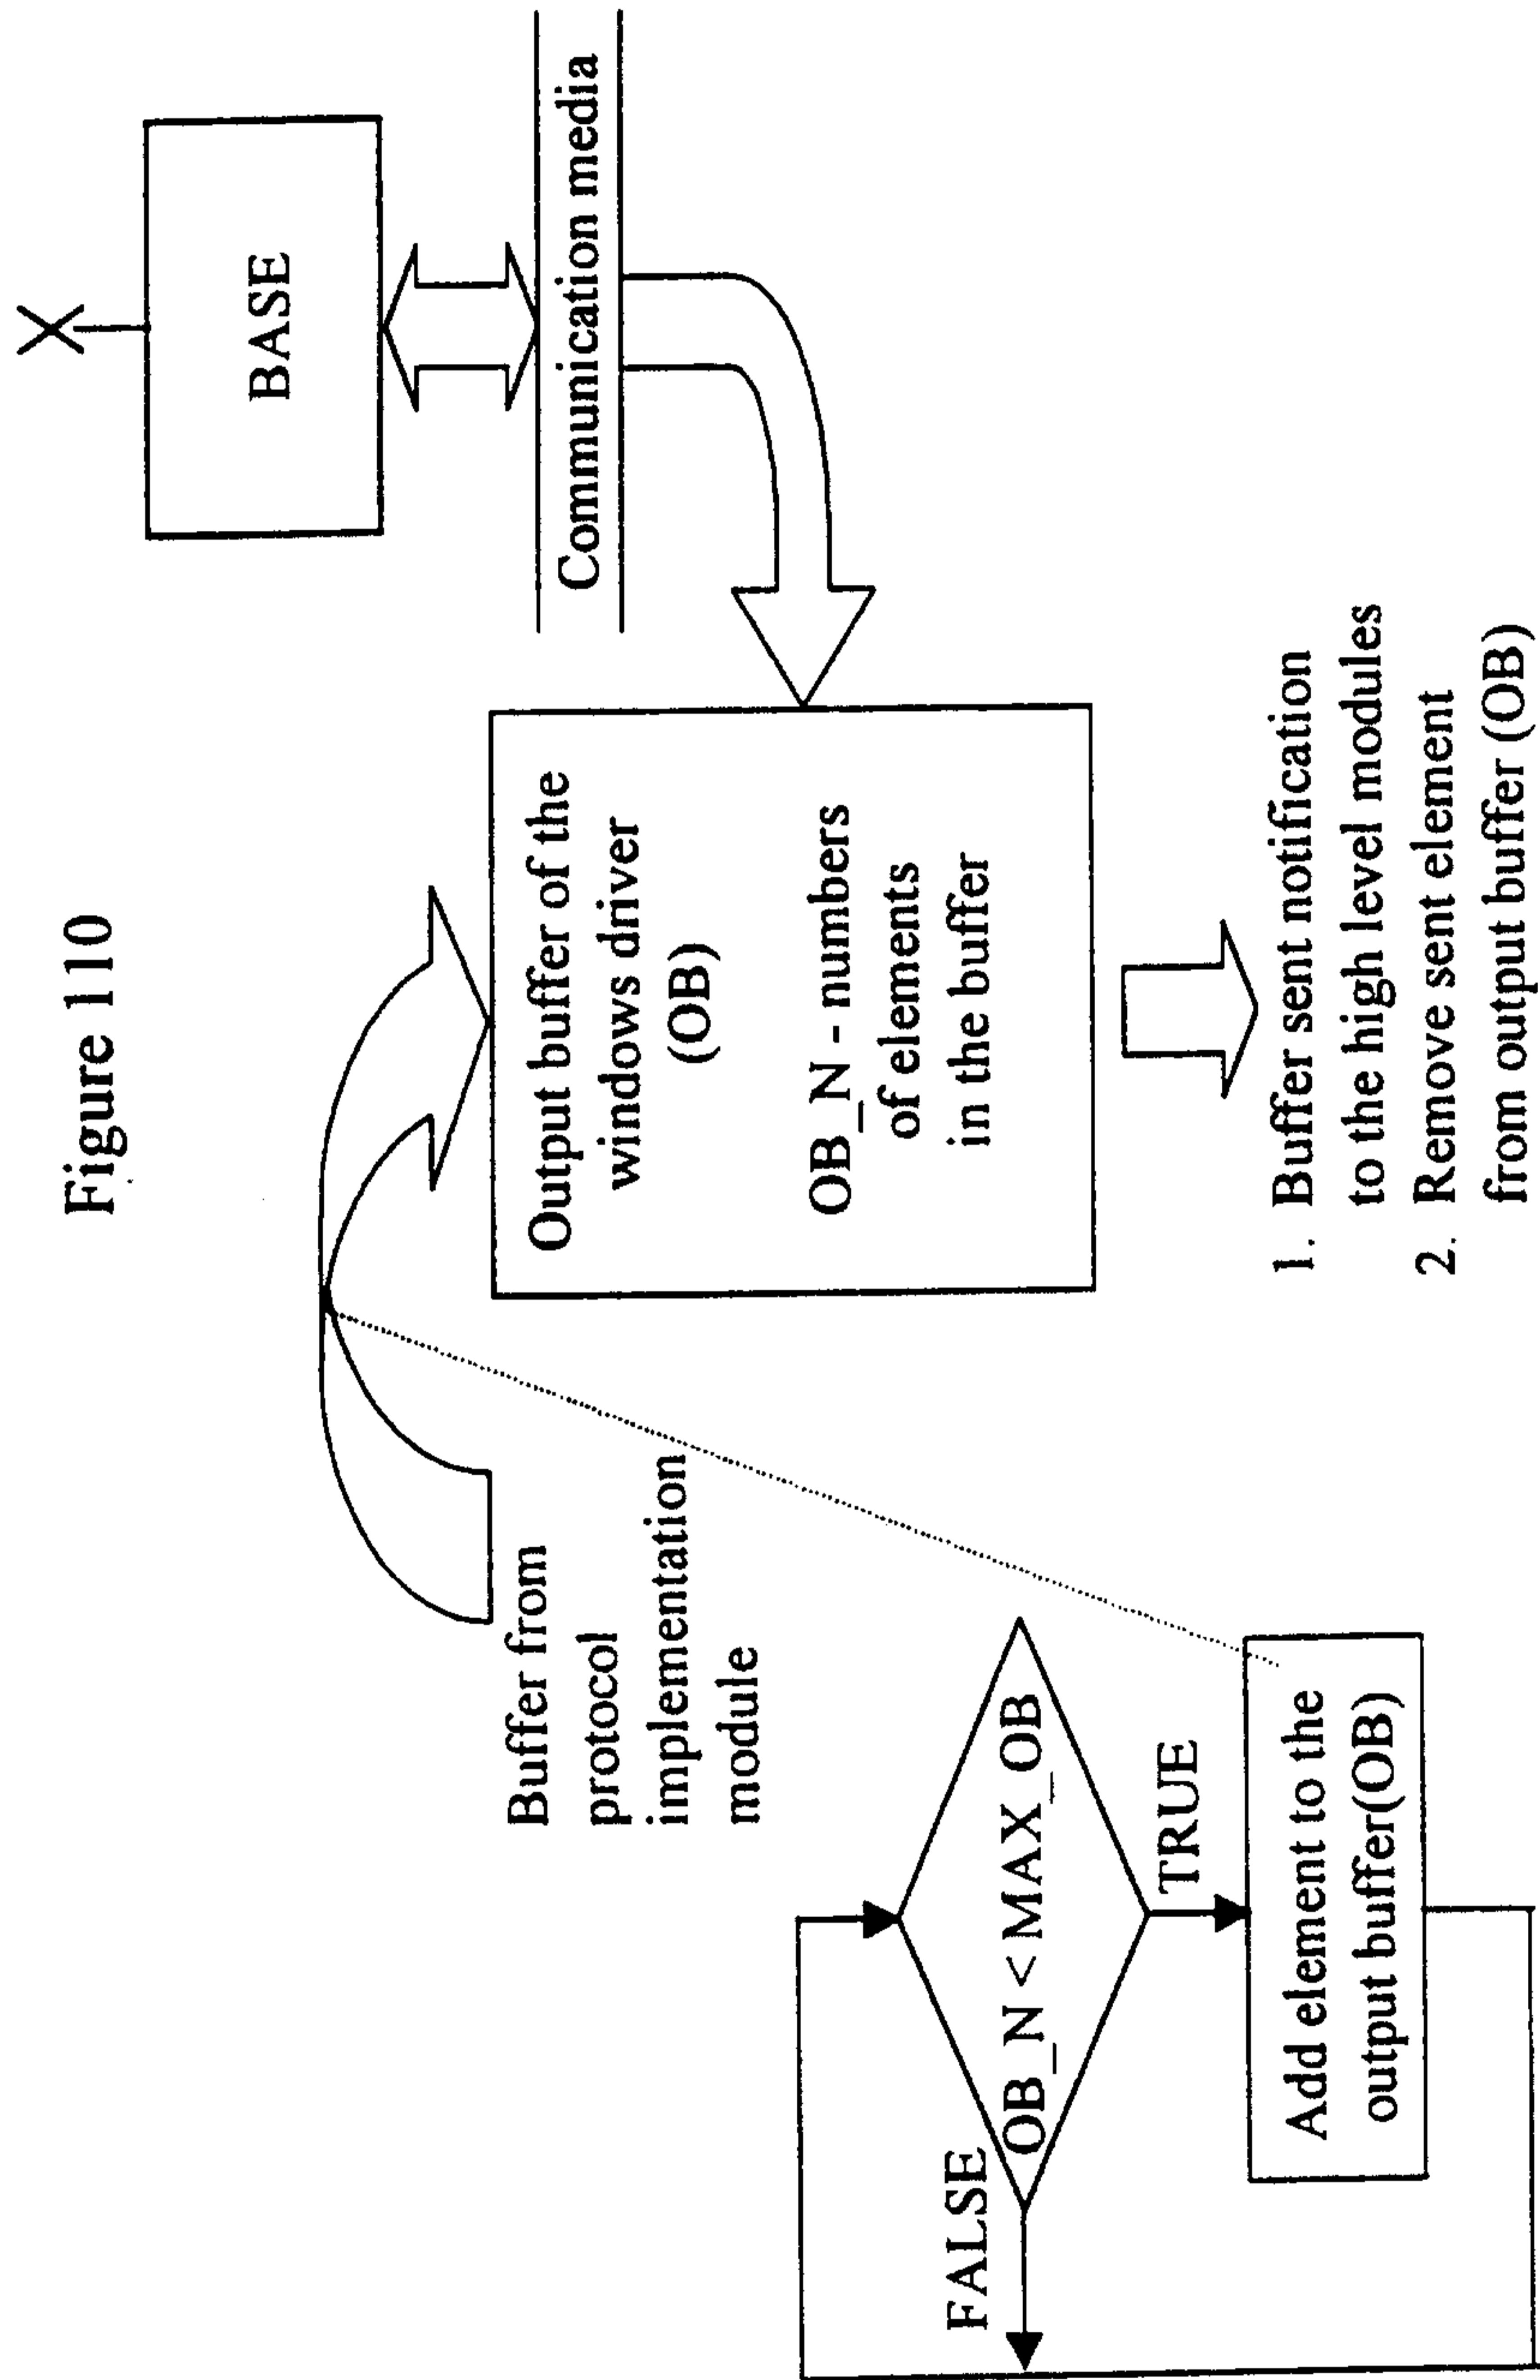 Figure 110
X
BASE
Communication media
Buffer from
protocol
implementation
module
Output buffer of the
windows driver
(OB)
OB_N - numbers
of elements
in the buffer
FALSE
OB_N < MAX_OB
TRUE
Add element to the
output buffer(OB)
1. Buffer sent notification
to the high level modules
2. Remove sent element
from output buffer (OB)